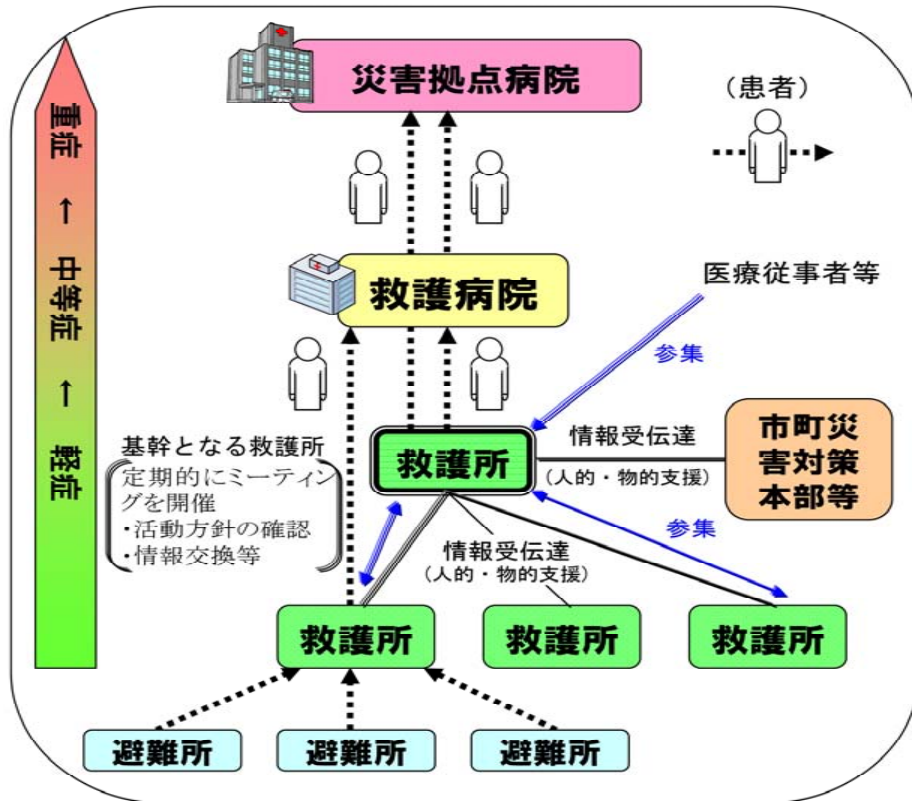 災害拠点病院
(患者)
重症 ← 中等症 ← 軽症
救護病院
医療従事者等
参集
基幹となる救護所
定期的にミーティン
グを開催
・活動方針の確認
・情報交換等
救護所
情報受伝達
(人的・物的支援)
市町災
害対策
本部等
参集
情報受伝達
(人的・物的支援)
救護所
救護所
救護所
避難所
避難所
避難所